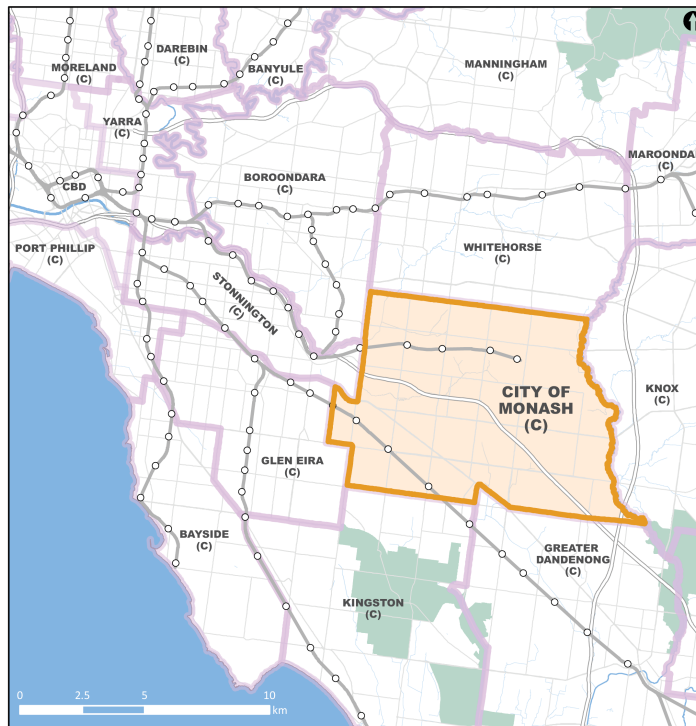 DAREBIN
(C)
MORELAND
(C)
BANYULE
(C)
MANNINGHAM
(C)
YARRA
(C)
MAROONDAH
(C)
BOROONDARA
(C)
CBD
PORT PHILLIP
(C)
WHITEHORSE
(C)
STONNINGTON
(C)
CITY OF
MONASH
(C)
KNOX
(C)
GLEN EIRA
(C)
BAYSIDE
(C)
GREATER
DANDENONG
(C)
KINGSTON
(C)
0 2.5 5 10
km